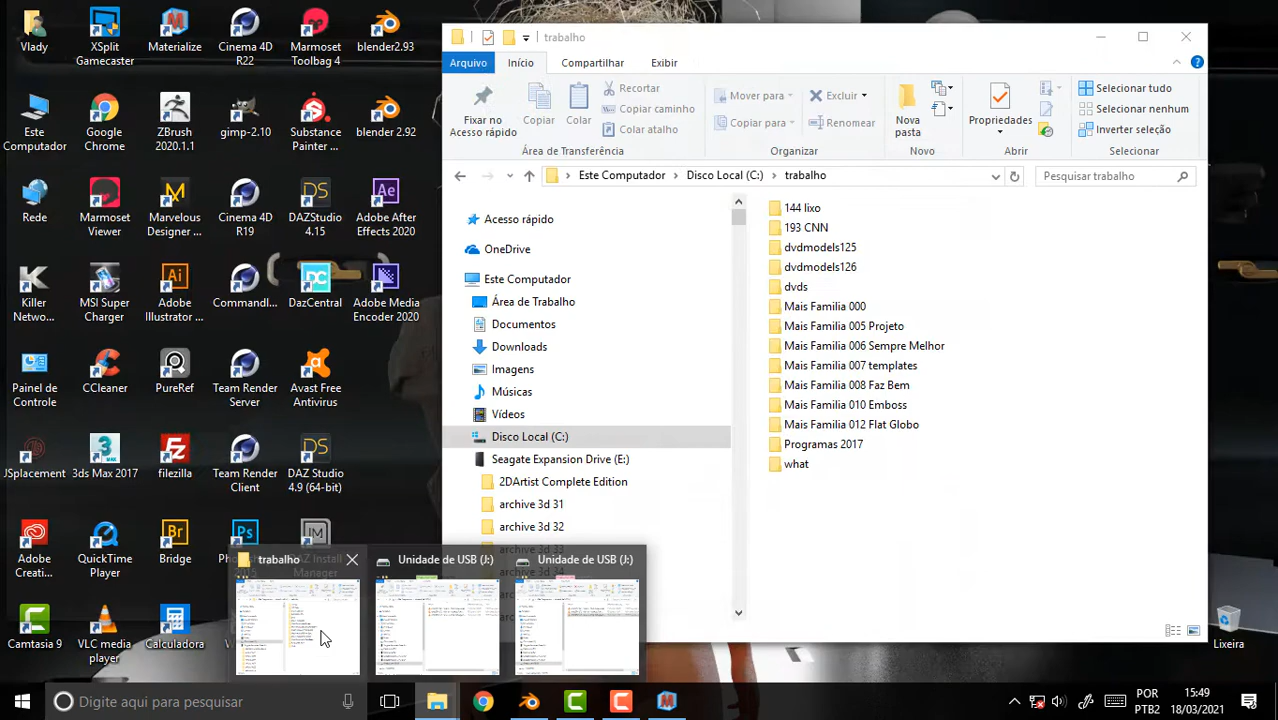 Vlady
XSplit Gamecaster
Materialize
Cinema 4D R22
Marmoset Toolbag 4
blender2.93
Este Computador
Google Chrome
ZBrush 2020.1.1
gimp-2.10
Substance Painter ...
blender 2.92
Rede
Marmoset Viewer
Marvelous Designer ...
Cinema 4D R19
DAZStudio 4.15
Adobe After Effects 2020
Killer Netwo...
MSI Super Charger
Adobe Illustrator ...
Commandl...
DazCentral
Adobe Media Encoder 2020
Painel de Controle
CCleaner
PureRef
Team Render Server
Avast Free Antivirus
JSplacement
3ds Max 2017
filezilla
Team Render Client
DAZ Studio 4.9 (64-bit)
Adobe Creati...
QuickTime Player
Bridge
DAZ Install Manager
Camtasia 9
VLC media player
Calculadora
Lixeira
trabalho
Arquivo
Início
Compartilhar
Exibir
Fixar no Acesso rápido
Copiar
Colar
Recortar
Copiar caminho
Colar atalho
Área de Transferência
Mover para
Copiar para
Excluir
Renomear
Organizar
Nova pasta
Novo
Propriedades
Abrir
Selecionar tudo
Selecionar nenhum
Inverter seleção
Selecionar
Este Computador
Disco Local (C:)
trabalho
Pesquisar trabalho
Acesso rápido
OneDrive
Este Computador
Área de Trabalho
Documentos
Downloads
Imagens
Músicas
Vídeos
Disco Local (C:)
Seagate Expansion Drive (E:)
2DArtist Complete Edition
archive 3d 31
archive 3d 32
144 lixo
193 CNN
dvdmodels125
dvdmodels126
dvds
Mais Familia 000
Mais Familia 005 Projeto
Mais Familia 006 Sempre Melhor
Mais Familia 007 templates
Mais Familia 008 Faz Bem
Mais Familia 010 Emboss
Mais Familia 012 Flat Globo
Programas 2017
what
trabalho
Unidade de USB (J:)
Unidade de USB (J:)
Digite aqui para pesquisar
POR
PTB2
15:49
18/03/2021